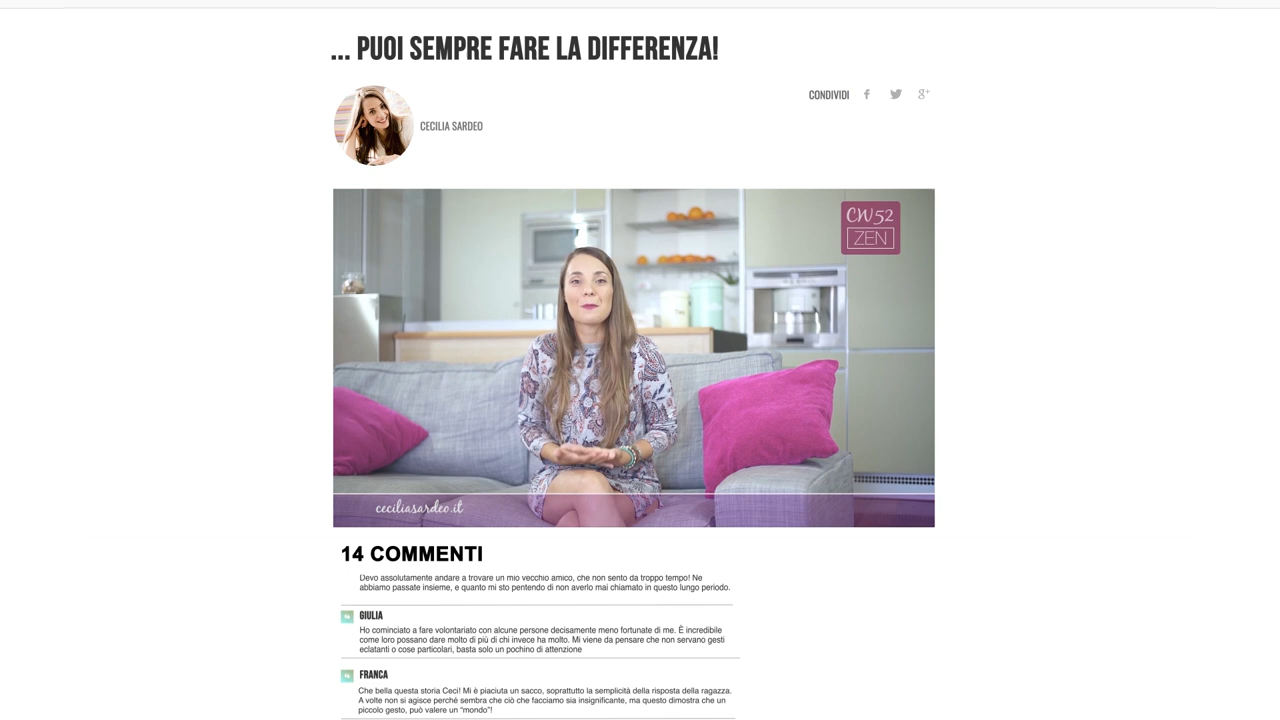 ... PUOI SEMPRE FARE LA DIFFERENZA!
CONDIVIDI
CECILIA SARDEO
CW52
ZEN
ceciliasardeo.it
14 COMMENTI
Devo assolutamente andare a trovare un mio vecchio amico, che non sento da troppo tempo! Ne
abbiamo passate insieme, e quanto mi sto pentendo di non averlo mai chiamato in questo lungo periodo.
GIULIA
Ho cominciato a fare volontariato con alcune persone decisamente meno fortunate di me. È incredibile
come loro possano dare molto di più di chi invece ha molto. Mi viene da pensare che non servano gesti
eclatanti o cose particolari, basta solo un pochino di attenzione
FRANCA
Che bella questa storia Ceci! Mi è piaciuta un sacco, soprattutto la semplicità della risposta della ragazza.
A volte non si agisce perché sembra che ciò che facciamo sia insignificante, ma questo dimostra che un
piccolo gesto, può valere un "mondo"!